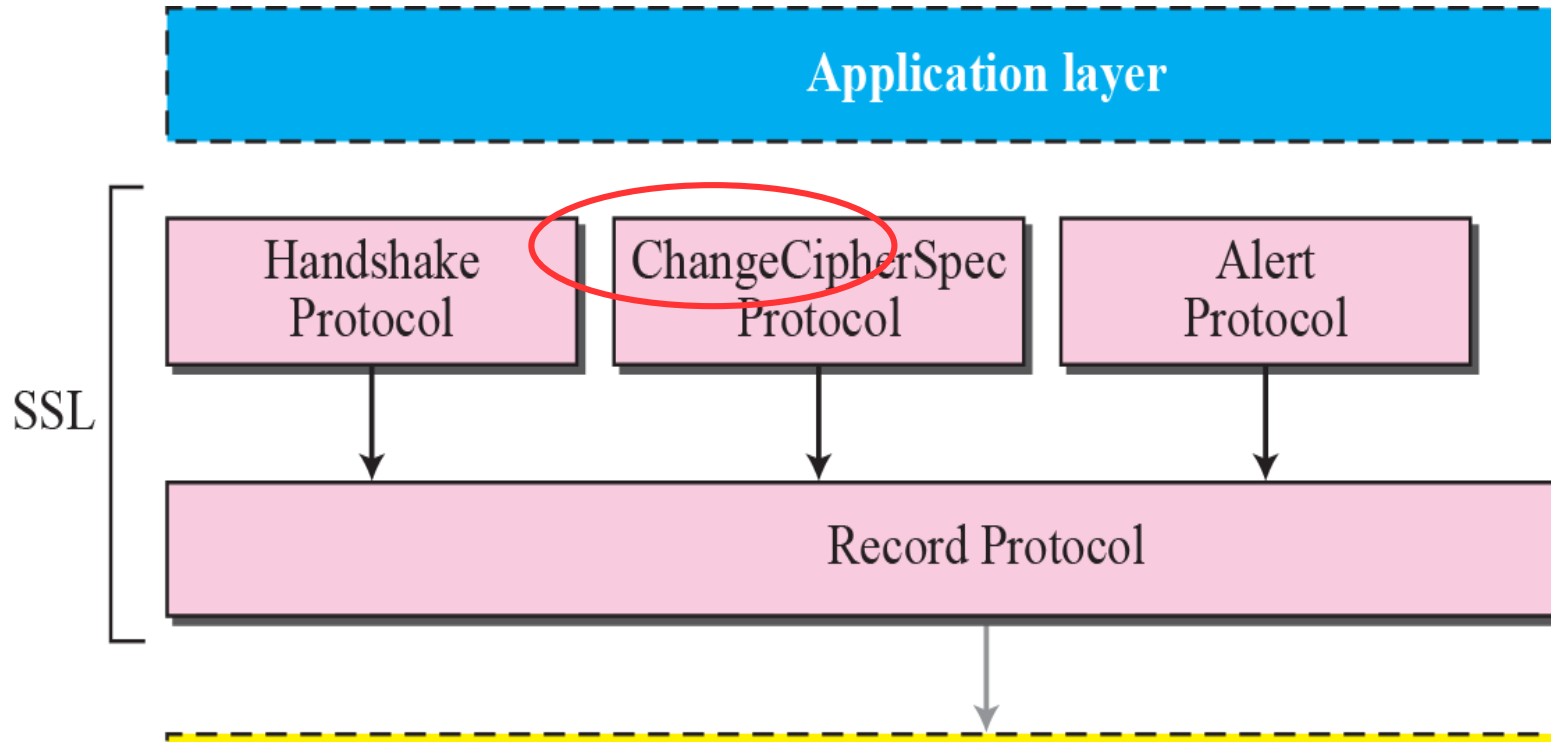 Application layer
Handshake
Protocol
ChangeCipherSpec
Protocol
Alert
Protocol
SSL
Record Protocol